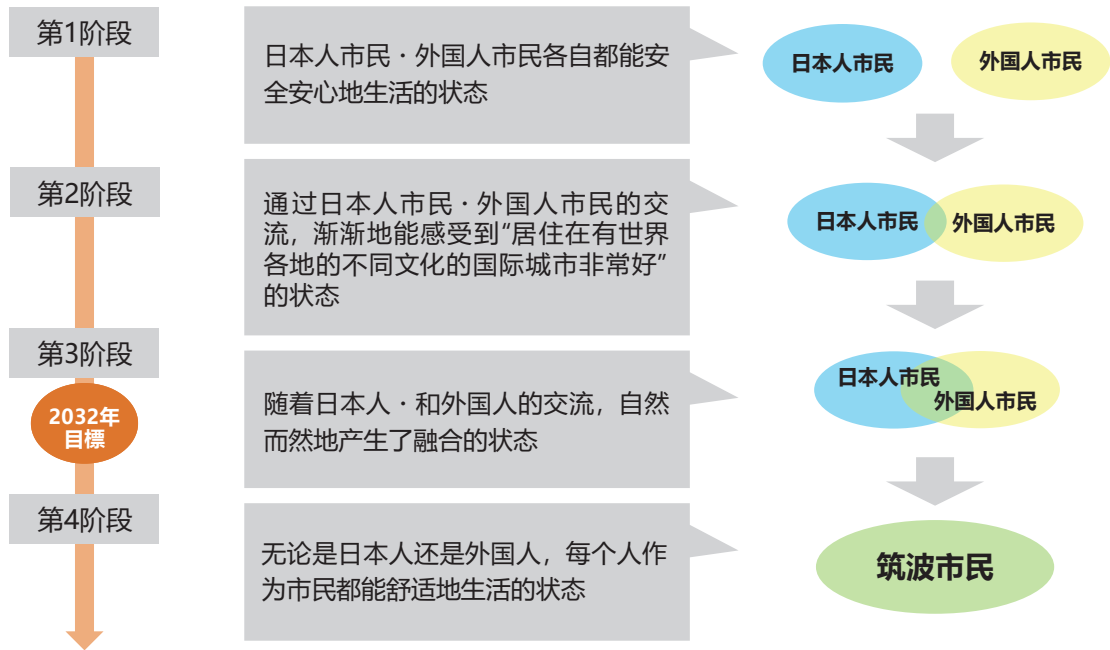 第1阶段
日本人市民·外国人市民各自都能安
全安心地生活的状态
日本人市民
外国人市民
第2阶段
通过日本人市民·外国人市民的交
流，渐渐地能感受到“居住在有世界
各地的不同文化的国际城市非常好”
的状态
日本人市民
外国人市民
第3阶段
2032年
目標
随着日本人·和外国人的交流，自然
而然地产生了融合的状态
日本人市民
外国人市民
第4阶段
无论是日本人还是外国人，每个人作
为市民都能舒适地生活的状态
筑波市民